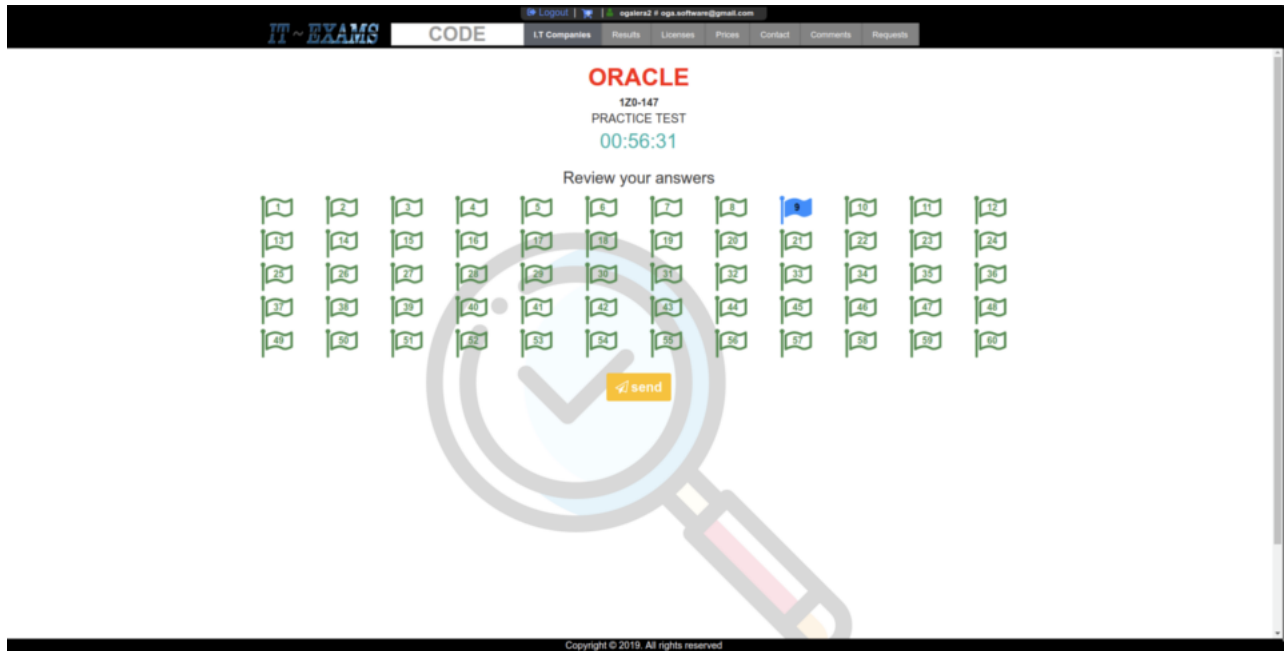 Logout | | ogalera2 # oga.software@gmail.com
IT ~ EXAMS CODE I.T Companies Results Licenses Prices Contact Comments Requests
ORACLE
1Z0-147
PRACTICE TEST
00:56:31
Review your answers
1 2 3 4 5 6 7 8 9 10 11 12
13 14 15 16 17 18 19 20 21 22 23 24
25 26 27 28 29 30 31 32 33 34 35 36
37 38 39 40 41 42 43 44 45 46 47 48
49 50 51 52 53 54 55 56 57 58 59 60
send
Copyright © 2019. All rights reserved